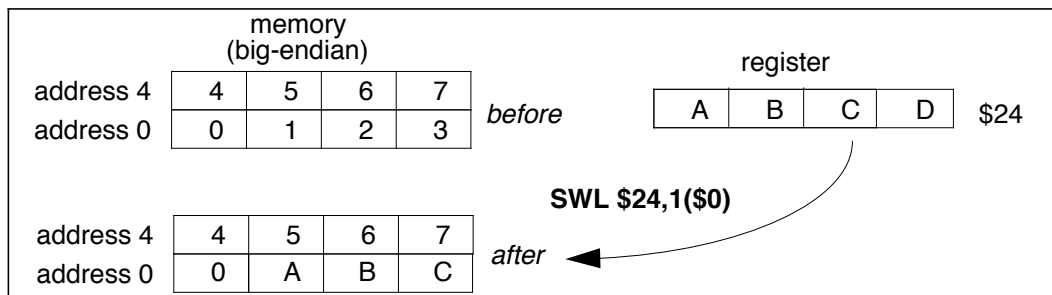 memory
(big-endian)
register
address 4 4 5 6 7
address 0 0 1 2 3
before
A B C D $24
SWL $24,1($0)
address 4 4 5 6 7
address 0 0 A B C
after